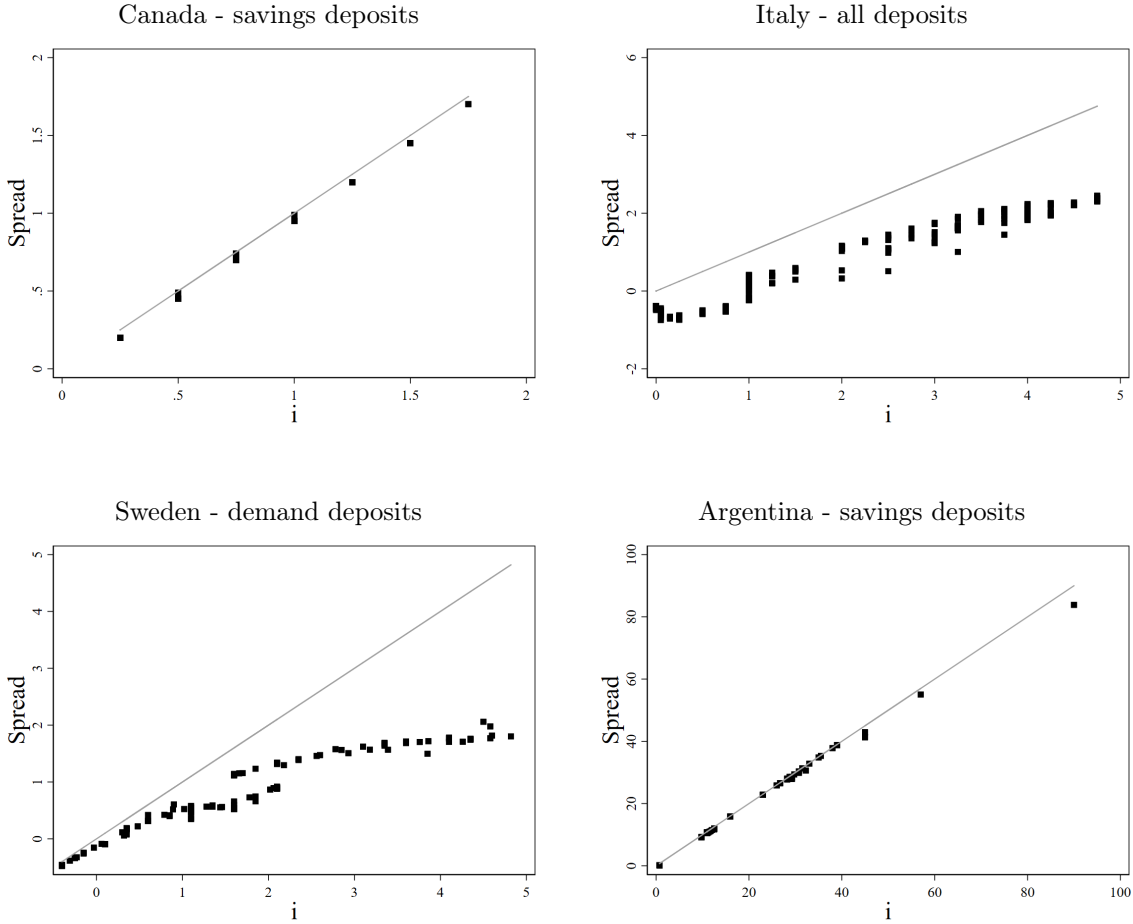 Canada - savings deposits
Spread
2
1.5
1
.5
0
0 .5 1 1.5 2
i
Italy - all deposits
Spread
6
4
2
0
-2
0 1 2 3 4 5
i
Sweden - demand deposits
Spread
5
4
3
2
1
0
0 1 2 3 4 5
i
Argentina - savings deposits
Spread
100
80
60
40
20
0
0 20 40 60 80 100
i